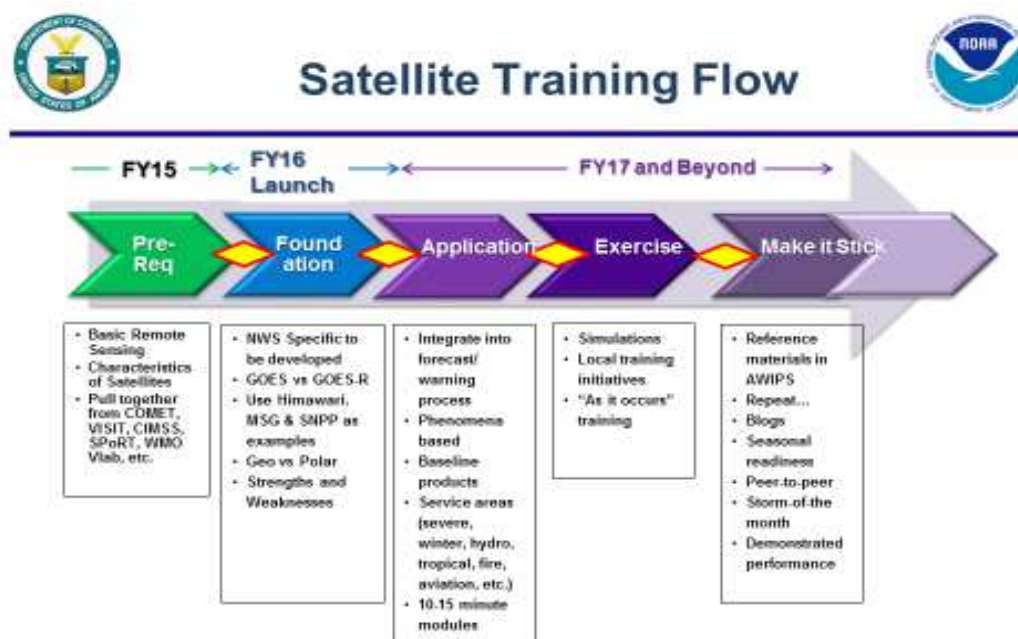 NOAA
Satellite Training Flow
FY15
FY16
Launch
FY17 and Beyond
Pre-
Req
Found
ation
Application
Exercise
Make it Stick
• Basic Remote
Sensing
• Characteristics
of Satellites
• Pull together
from COMET,
VISIT, CIMSS,
SPoRT, WMO
Vlab, etc.
• NWS Specific to
be developed
• GOES vs GOES-R
• Use Himawari,
MSG & SNPP as
examples
• Geo vs Polar
• Strengths and
Weaknesses
• Integrate into
forecast/
warning
process
• Phenomena
based
• Baseline
products
• Service areas
(severe,
winter, hydro,
tropical, fire,
aviation, etc.)
• 10-15 minute
modules
• Simulations
• Local training
initiatives
• “As it occurs”
training
• Reference
materials in
AWIPS
• Repeat...
• Blogs
• Seasonal
readiness
• Peer-to-peer
• Storm-of-the
month
• Demonstrated
performance